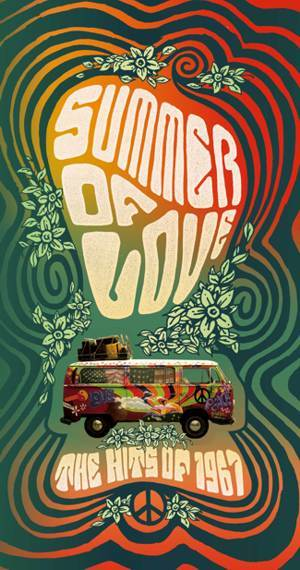 SUMMER
OF
LOVE
THE HITS OF 1967